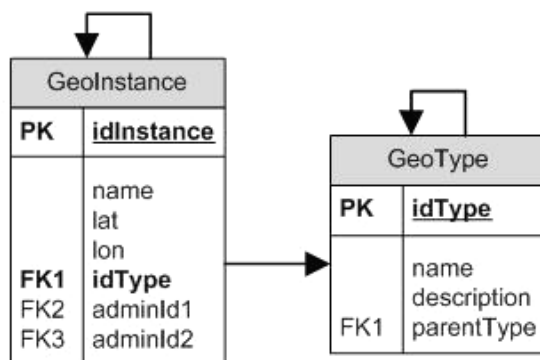 GeoInstance
PK idInstance
name
lat
lon
FK1 idType
FK2 adminId1
FK3 adminId2
GeoType
PK idType
name
description
FK1 parentType